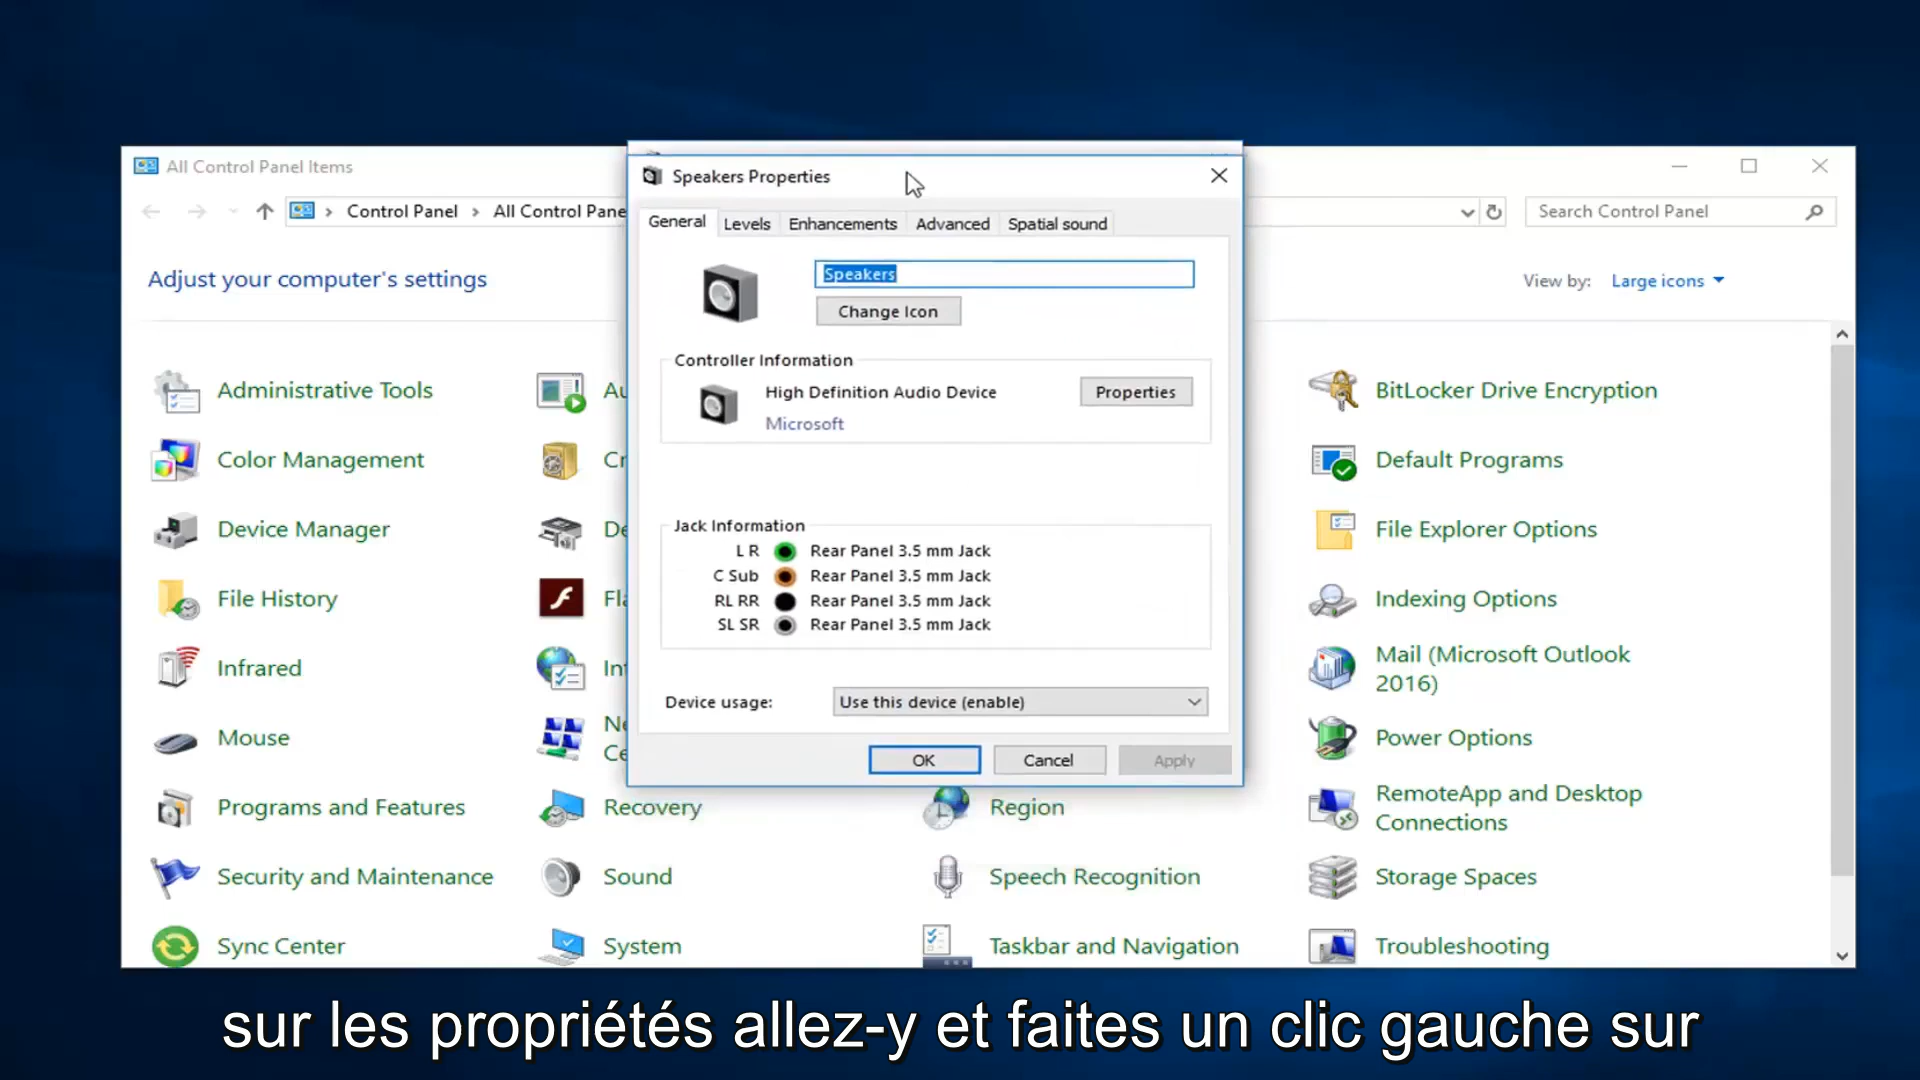 All Control Panel Items
Speakers Properties
Control Panel
All Control Pane
Search Control Panel
General
Levels
Enhancements
Advanced
Spatial sound
Adjust your computer's settings
View by:
Large icons
Speakers
Change Icon
Controller Information
High Definition Audio Device
Properties
Microsoft
Jack Information
L R Rear Panel 3.5 mm Jack
C Sub Rear Panel 3.5 mm Jack
RL RR Rear Panel 3.5 mm Jack
SL SR Rear Panel 3.5 mm Jack
Device usage:
Use this device (enable)
OK
Cancel
Apply
Administrative Tools
Au
BitLocker Drive Encryption
Color Management
Cr
Default Programs
Device Manager
De
File Explorer Options
File History
Fla
Indexing Options
Infrared
Int
Mail (Microsoft Outlook
2016)
Mouse
Ne
Ce
Power Options
Programs and Features
Recovery
Region
RemoteApp and Desktop
Connections
Security and Maintenance
Sound
Speech Recognition
Storage Spaces
Sync Center
System
Taskbar and Navigation
Troubleshooting
sur les propriétés allez-y et faites un clic gauche sur